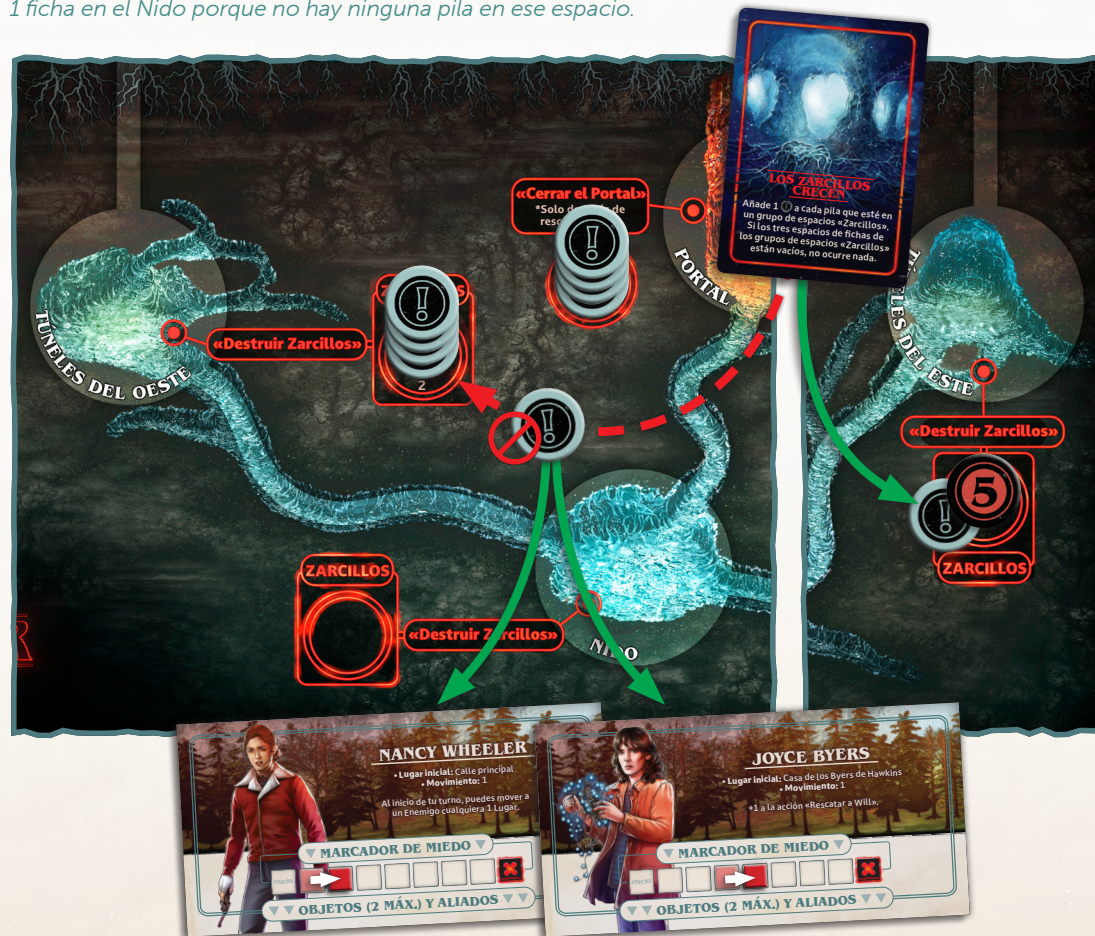 1 ficha en el Nido porque no hay ninguna pila en ese espacio.
LOS ZARCILLOS
CRECEN
Añade 1 a cada pila que esté en
un grupo de espacios «Zarcillos».
Si los tres espacios de fichas de
los grupos de espacios «Zarcillos»
están vacíos, no ocurre nada.
«Cerrar el Portal»
*Solo de
PORTAL
TÚNELES DEL OESTE
«Destruir Zarcillos»
2
DEL ESTE
«Destruir Zarcillos»
5
ZARCILLOS
ZARCILLOS
«Destruir Zarcillos»
NIDO
R
NANCY WHEELER
• Lugar inicial: Calle principal
• Movimiento: 1
Al inicio de tu turno, puedes mover a
un Enemigo cualquiera 1 Lugar.
MARCADOR DE MIEDO
INICIO
OBJETOS (2 MÁX.) Y ALIADOS
JOYCE BYERS
• Lugar inicial: Casa de los Byers de Hawkins
• Movimiento: 1
+1 a la acción «Rescatar a Will».
MARCADOR DE MIEDO
INICIO
OBJETOS (2 MÁX.) Y ALIADOS